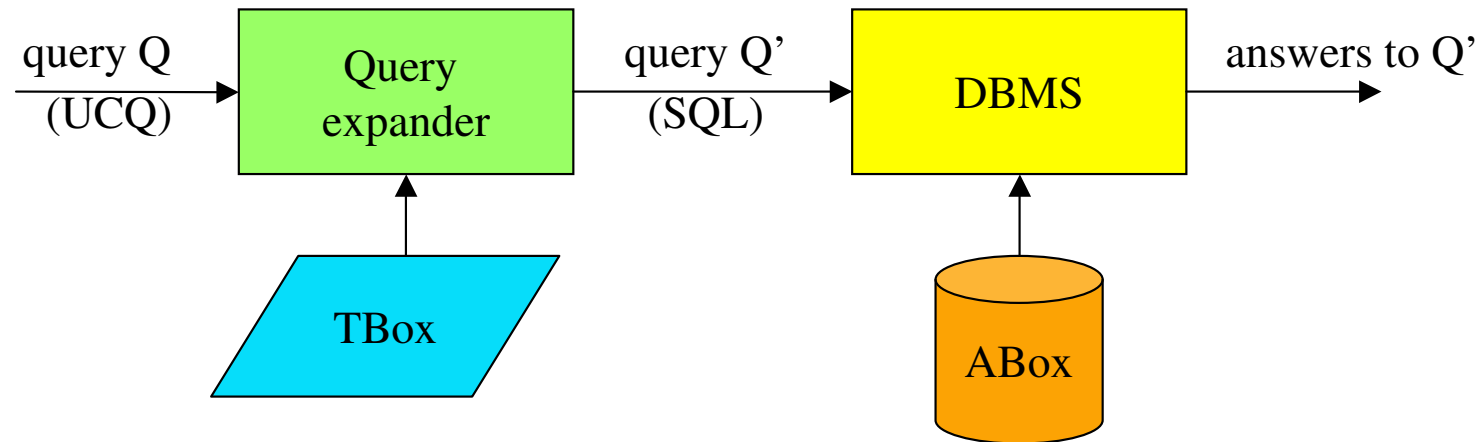 query Q
(UCQ)
Query
expander
query Q’
(SQL)
DBMS
answers to Q’
TBox
ABox